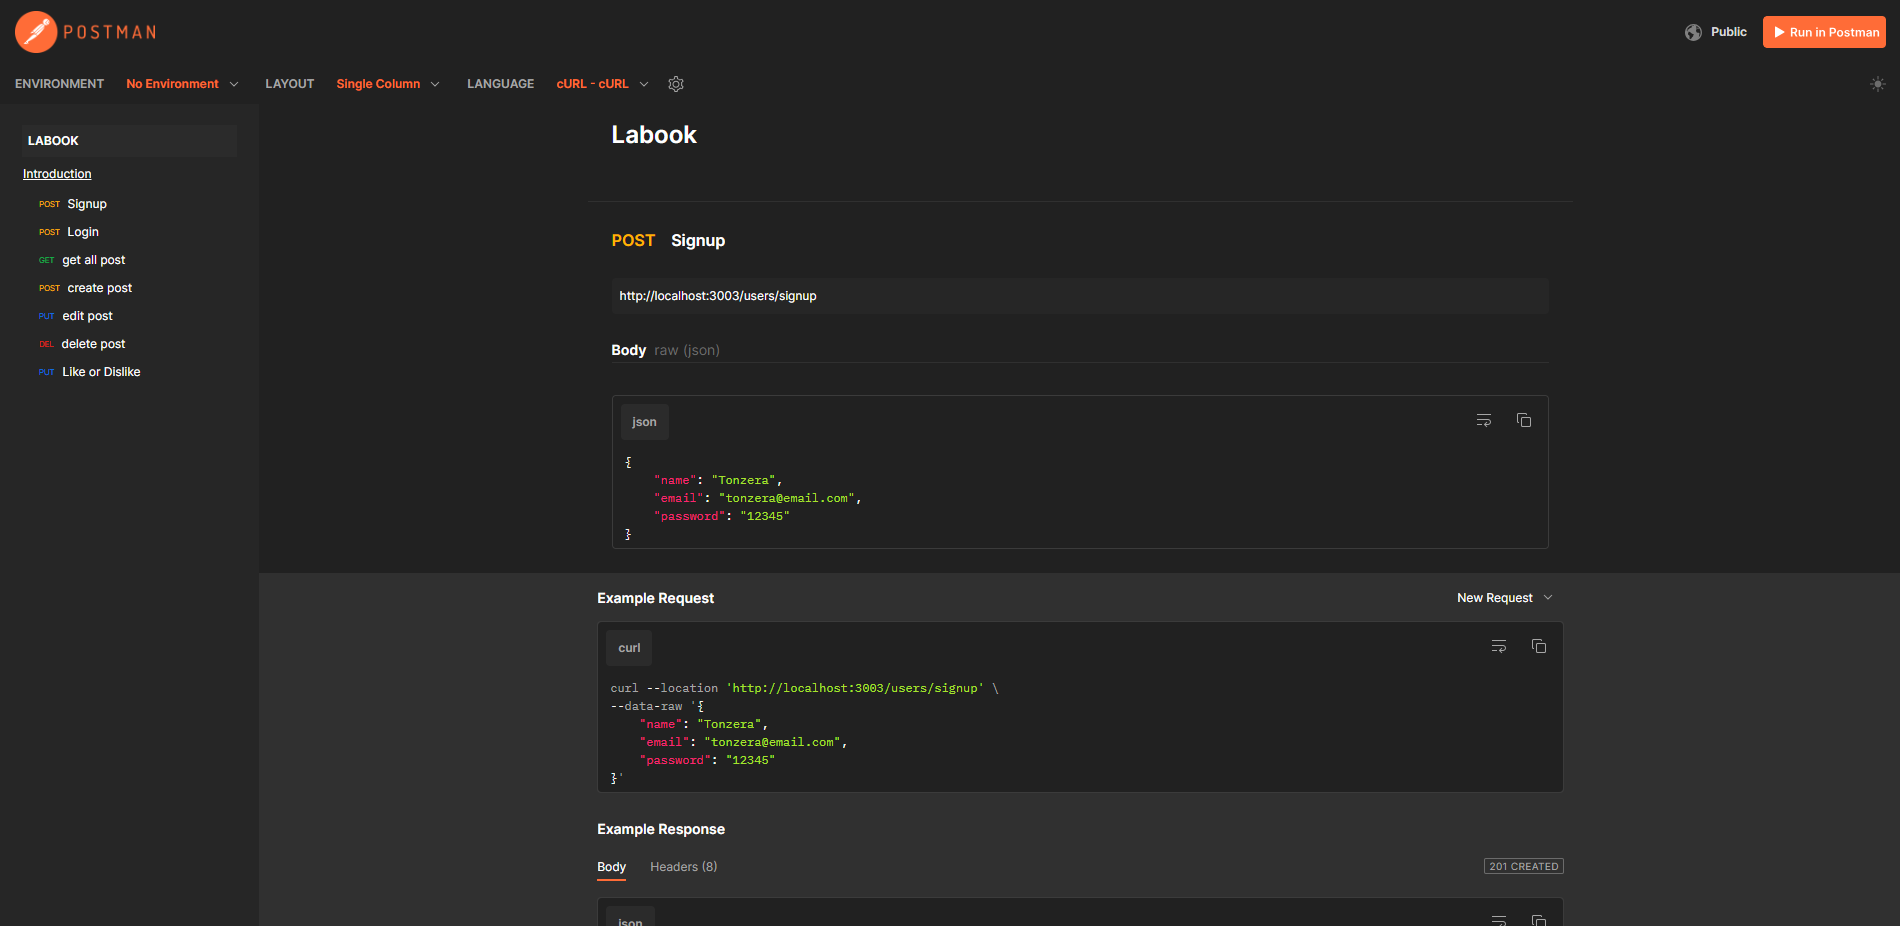 POSTMAN
Public
Run in Postman
ENVIRONMENT No Environment LAYOUT Single Column LANGUAGE cURL - cURL
LABOOK
Introduction
POST Signup
POST Login
GET get all post
POST create post
PUT edit post
DEL delete post
PUT Like or Dislike
Labook
POST Signup
http://localhost:3003/users/signup
Body raw (json)
json
{
    "name": "Tonzera",
    "email": "tonzera@email.com",
    "password": "12345"
}
Example Request
New Request
curl
curl --location 'http://localhost:3003/users/signup' \
--data-raw '{
    "name": "Tonzera",
    "email": "tonzera@email.com",
    "password": "12345"
}'
Example Response
Body Headers (8)
201 CREATED
json